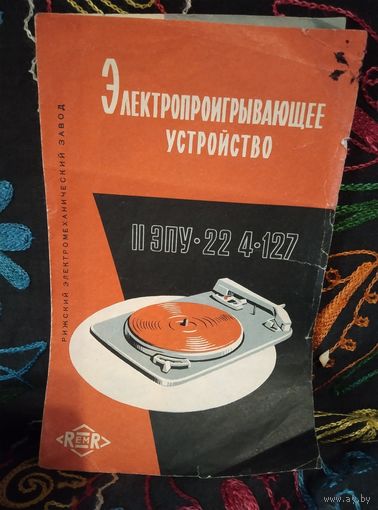 ЭЛЕКТРОПРОИГРЫВАЮЩЕЕ
УСТРОЙСТВО
РИЖСКИЙ ЭЛЕКТРОМЕХАНИЧЕСКИЙ ЗАВОД
II ЭПУ·22 4·127
REMR
www.ay.by